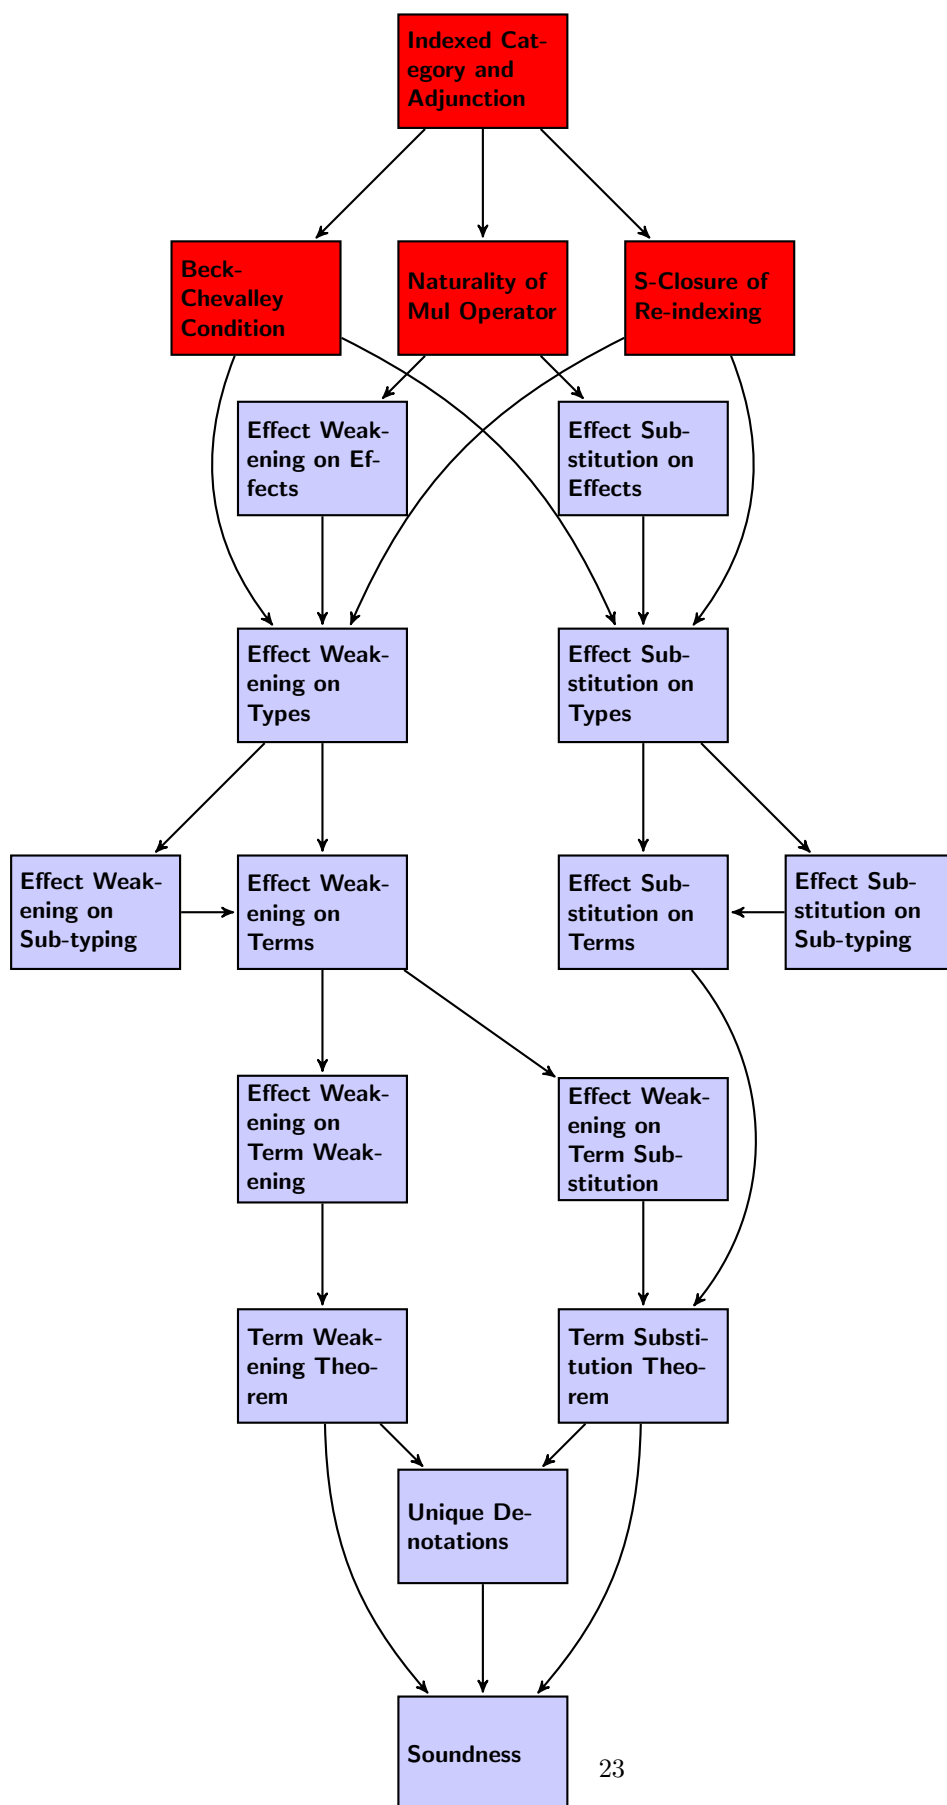 Indexed Cat-
egory and
Adjunction
Beck-
Chevalley
Condition
Naturality of
Mul Operator
S-Closure of
Re-indexing
Effect Weak-
ening on Ef-
fects
Effect Sub-
stitution on
Effects
Effect Weak-
ening on
Types
Effect Sub-
stitution on
Types
Effect Weak-
ening on
Sub-typing
Effect Weak-
ening on
Terms
Effect Sub-
stitution on
Terms
Effect Sub-
stitution on
Sub-typing
Effect Weak-
ening on
Term Weak-
ening
Effect Weak-
ening on
Term Sub-
stitution
Term Weak-
ening Theo-
rem
Term Substi-
tution Theo-
rem
Unique De-
notations
Soundness
23